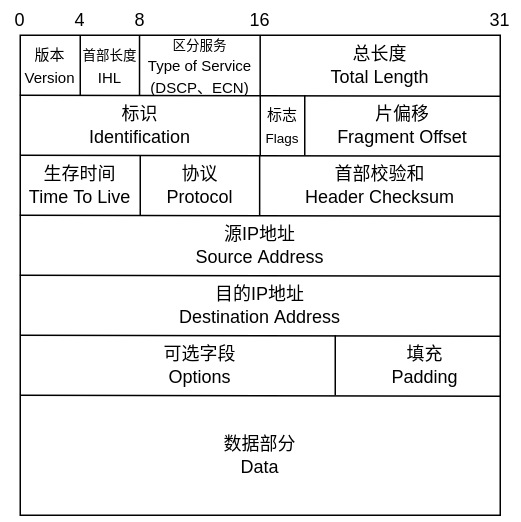 0 4 8 16 31
版本
Version
首部长度
IHL
区分服务
Type of Service
(DSCP、ECN)
总长度
Total Length
标识
Identification
标志
Flags
片偏移
Fragment Offset
生存时间
Time To Live
协议
Protocol
首部校验和
Header Checksum
源IP地址
Source Address
目的IP地址
Destination Address
可选字段
Options
填充
Padding
数据部分
Data